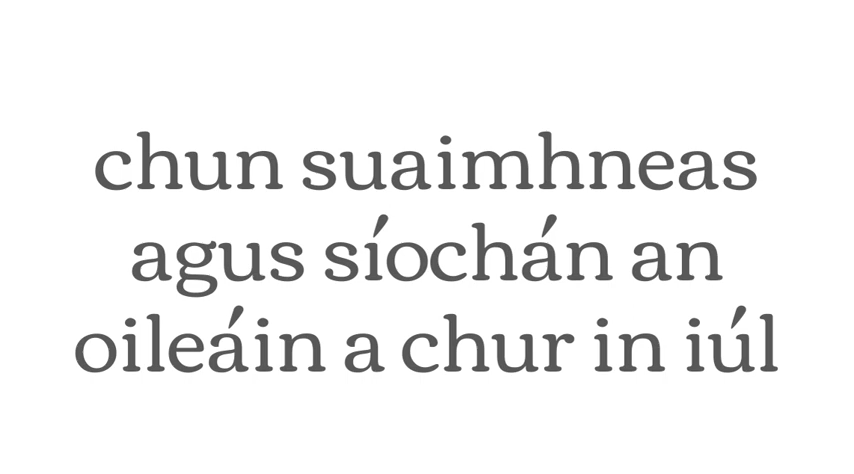 chun suaimhneas
agus síochán an
oileáin a chur in iúl